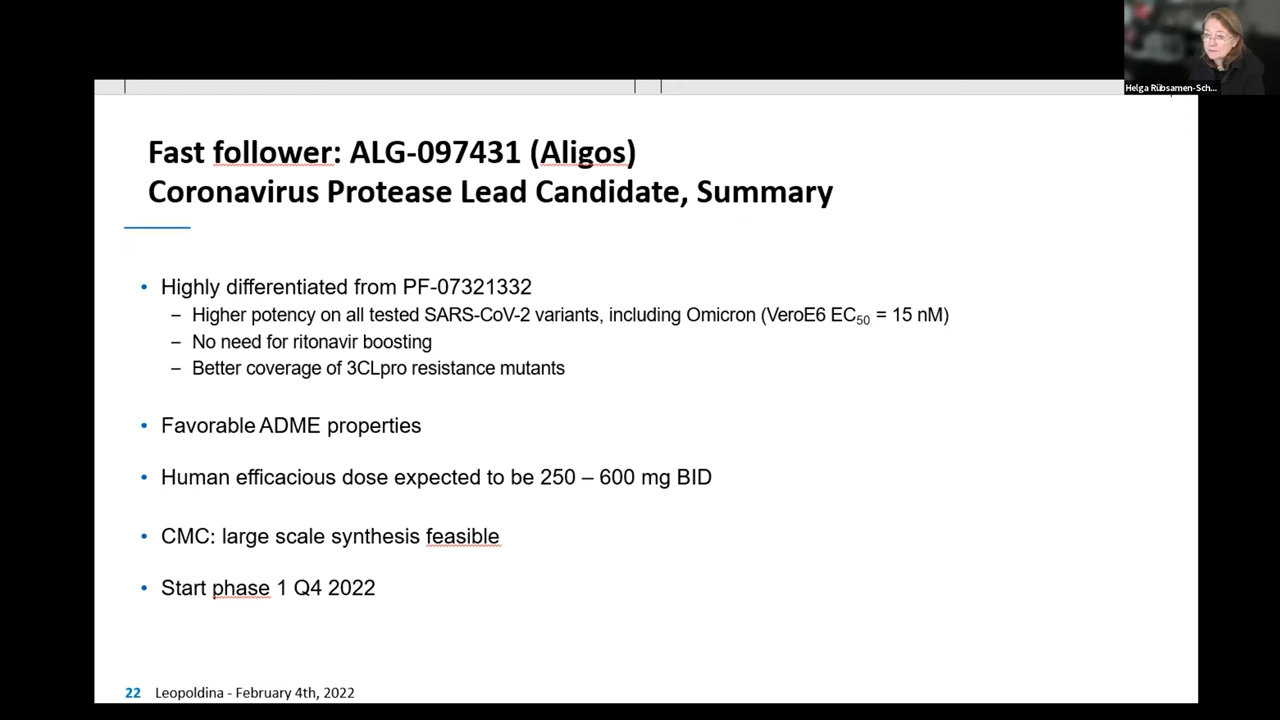 Helga Rübsamen-Sch...
Fast follower: ALG-097431 (Aligos)
Coronavirus Protease Lead Candidate, Summary
• Highly differentiated from PF-07321332
– Higher potency on all tested SARS-CoV-2 variants, including Omicron (VeroE6 EC50 = 15 nM)
– No need for ritonavir boosting
– Better coverage of 3CLpro resistance mutants
• Favorable ADME properties
• Human efficacious dose expected to be 250 – 600 mg BID
• CMC: large scale synthesis feasible
• Start phase 1 Q4 2022
22 Leopoldina - February 4th, 2022